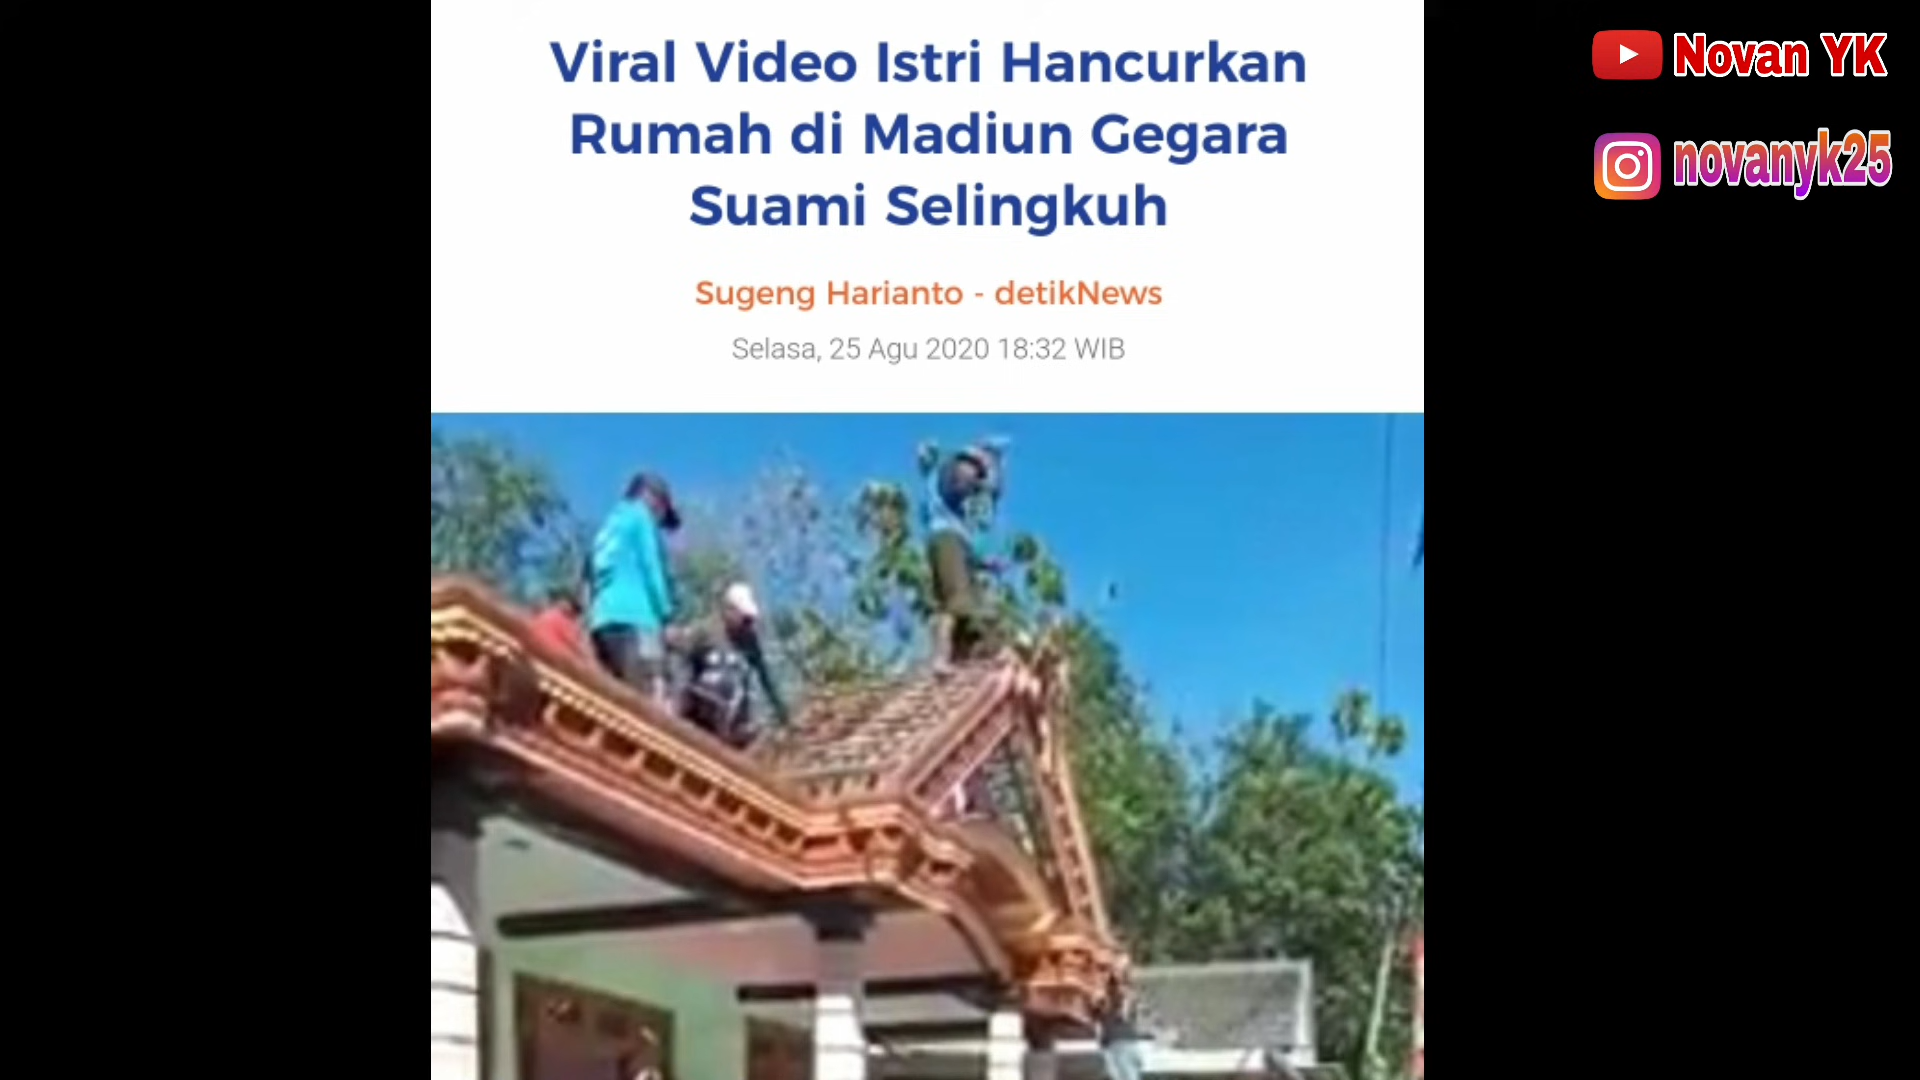 Viral Video Istri Hancurkan
Rumah di Madiun Gegara
Suami Selingkuh
Sugeng Harianto - detikNews
Selasa, 25 Agu 2020 18:32 WIB
Novan YK
novanyk25